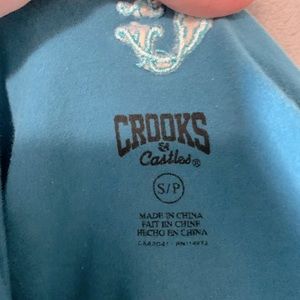 CROOKS
&
Castles®
S/P
MADE IN CHINA
FAIT EN CHINE
HECHO EN CHINA